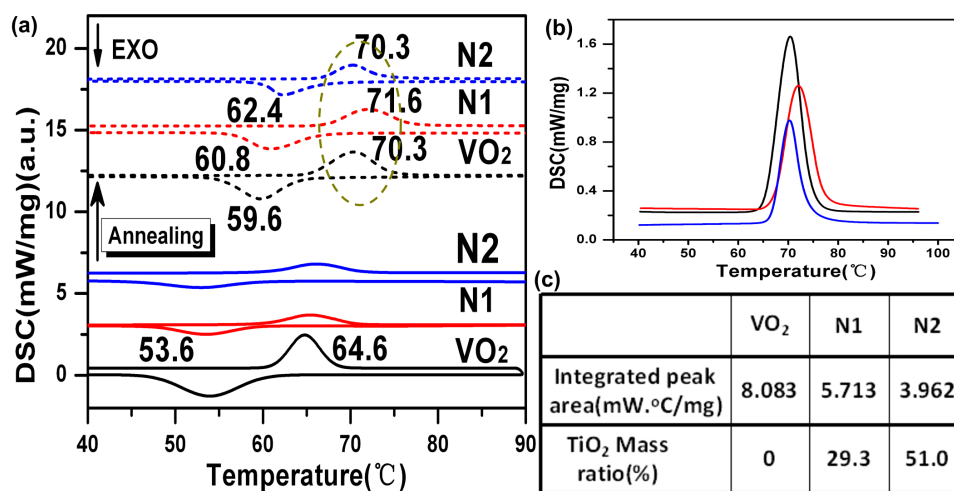 (a)
20
15
10
5
0
DSC(mW/mg)(a.u.)
EXO
70.3
N2
62.4
N1
71.6
60.8
VO2
70.3
59.6
Annealing
N2
N1
53.6
64.6
VO2
40 50 60 70 80 90
Temperature(℃)
(b)
1.6
1.2
0.8
0.4
0.0
DSC(mW/mg)
40 50 60 70 80 90 100
Temperature(℃)
(c)
VO2 N1 N2
Integrated peak
area(mW.°C/mg) 8.083 5.713 3.962
TiO2 Mass
ratio(%) 0 29.3 51.0